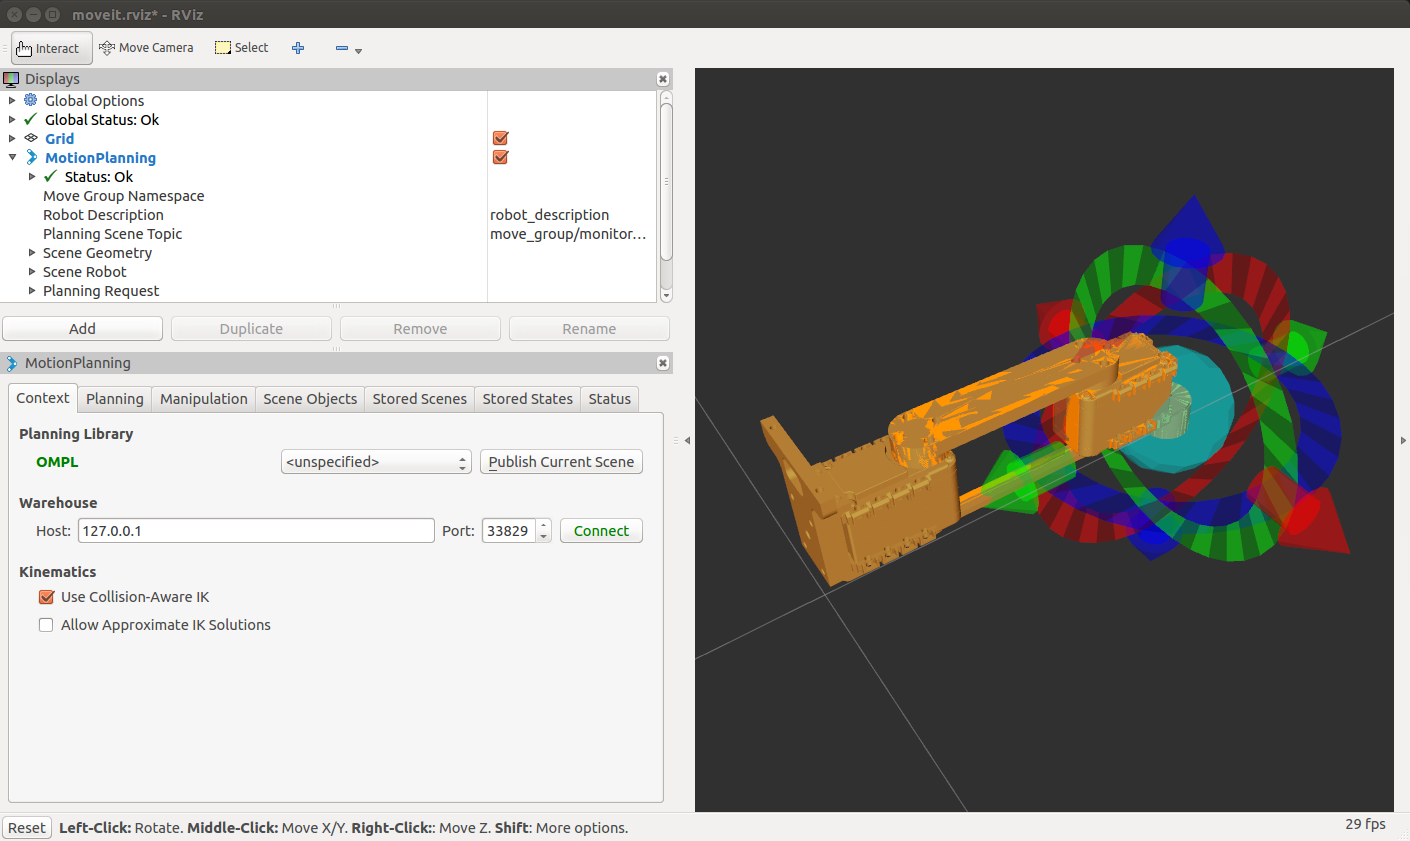 moveit.rviz* - RViz
Interact Move Camera Select
Displays
Global Options
Global Status: Ok
Grid
MotionPlanning
Status: Ok
Move Group Namespace
Robot Description robot_description
Planning Scene Topic move_group/monitor...
Scene Geometry
Scene Robot
Planning Request
Add Duplicate Remove Rename
MotionPlanning
Context Planning Manipulation Scene Objects Stored Scenes Stored States Status
Planning Library
OMPL <unspecified> Publish Current Scene
Warehouse
Host: 127.0.0.1 Port: 33829 Connect
Kinematics
Use Collision-Aware IK
Allow Approximate IK Solutions
Reset Left-Click: Rotate. Middle-Click: Move X/Y. Right-Click:: Move Z. Shift: More options. 29 fps